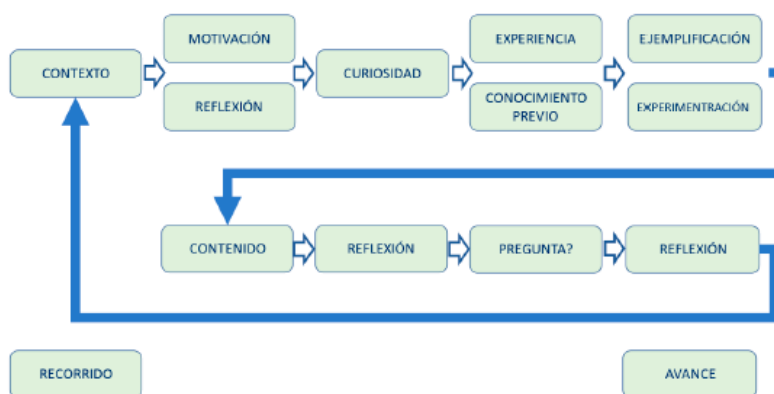 MOTIVACIÓN
EXPERIENCIA
EJEMPLIFICACIÓN
CONTEXTO
CURIOSIDAD
REFLEXIÓN
CONOCIMIENTO
PREVIO
EXPERIMENTRACIÓN
CONTENIDO
REFLEXIÓN
PREGUNTA?
REFLEXIÓN
RECORRIDO
AVANCE